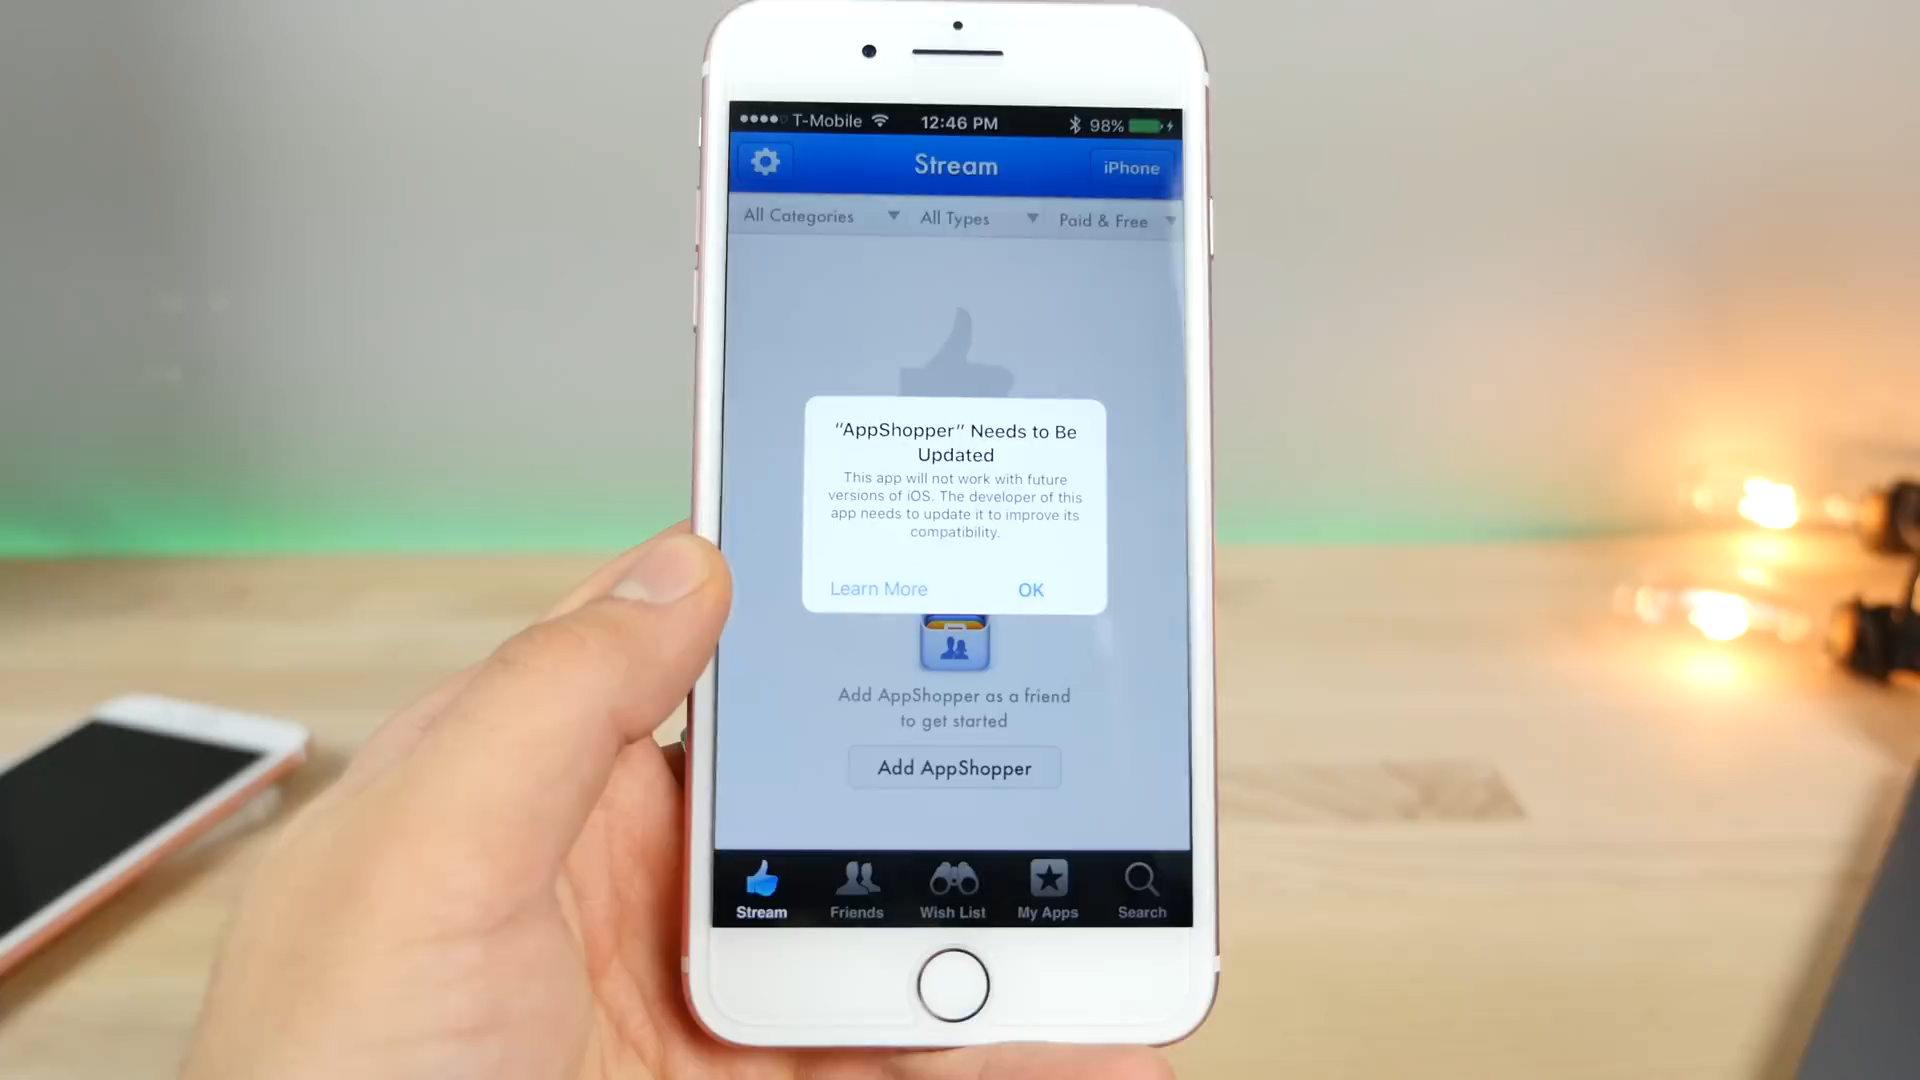 T-Mobile 12:46 PM 98%
Stream iPhone
All Categories All Types Paid & Free
"AppShopper" Needs to Be
Updated
This app will not work with future
versions of iOS. The developer of this
app needs to update it to improve its
compatibility.
Learn More OK
Add AppShopper as a friend
to get started
Add AppShopper
Stream Friends Wish List My Apps Search